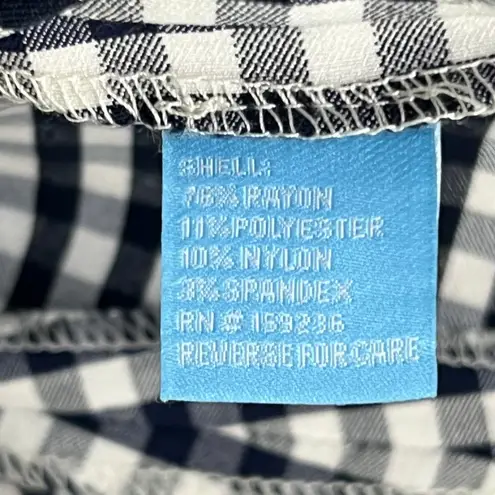 SHELL:
76% RAYON
11% POLYESTER
10% NYLON
3% SPANDEX
RN # 159236
REVERSE FOR CARE